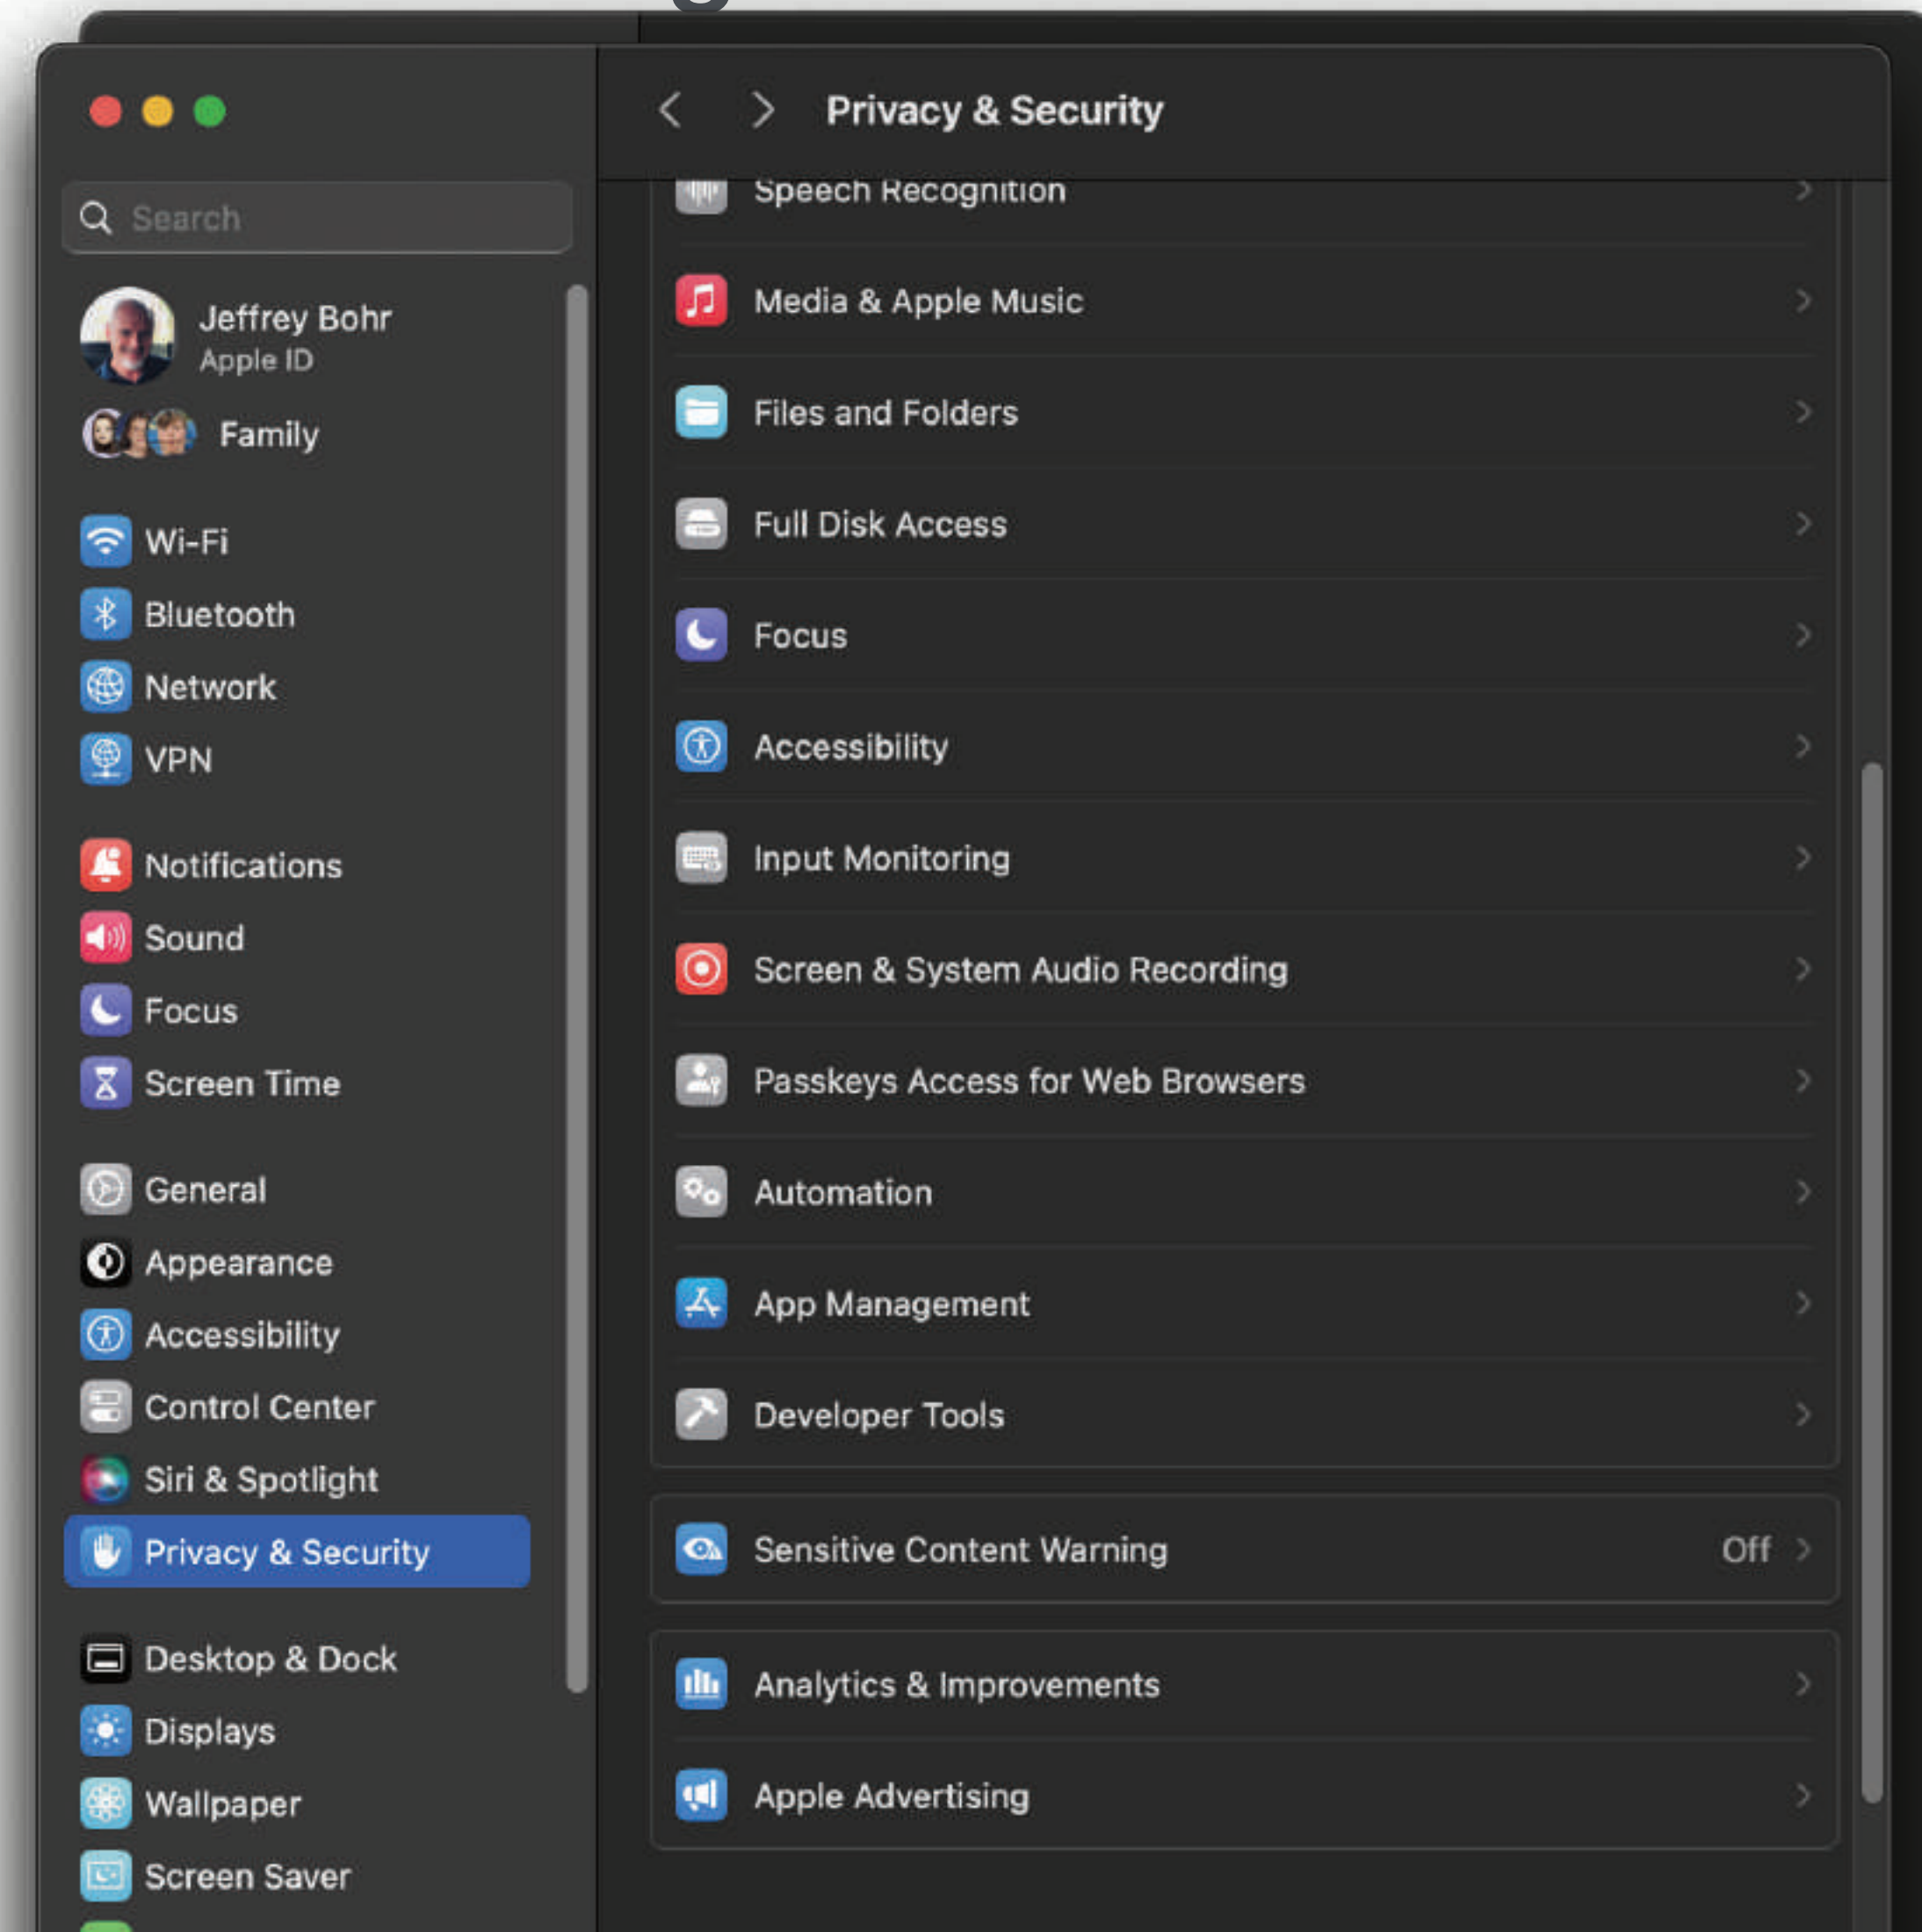 Privacy & Security
Search
Jeffrey Bohr
Apple ID
Family
Wi-Fi
Bluetooth
Network
VPN
Notifications
Sound
Focus
Screen Time
General
Appearance
Accessibility
Control Center
Siri & Spotlight
Privacy & Security
Desktop & Dock
Displays
Wallpaper
Screen Saver
Speech Recognition
Media & Apple Music
Files and Folders
Full Disk Access
Focus
Accessibility
Input Monitoring
Screen & System Audio Recording
Passkeys Access for Web Browsers
Automation
App Management
Developer Tools
Sensitive Content Warning Off
Analytics & Improvements
Apple Advertising